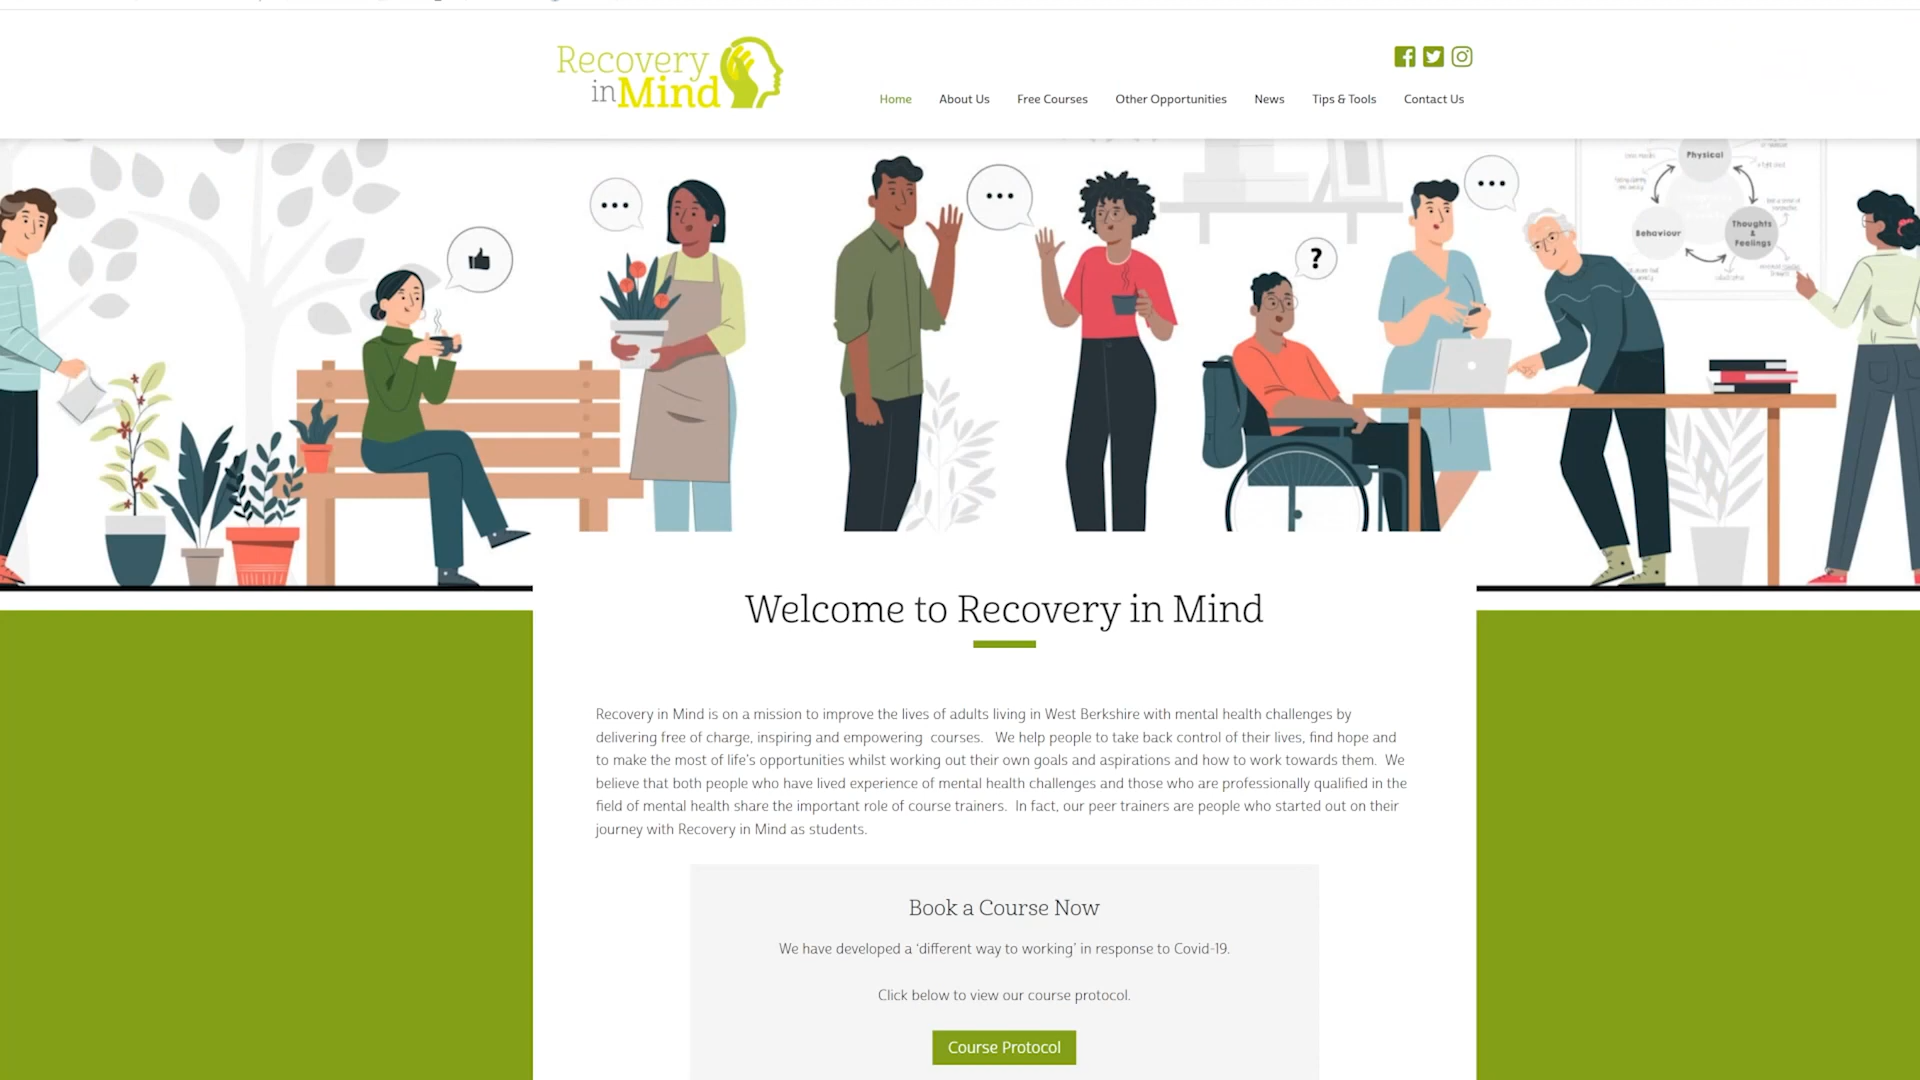 Recovery
in Mind
Home About Us Free Courses Other Opportunities News Tips & Tools Contact Us
Physical
Behaviour
Thoughts
&
Feelings
?
Welcome to Recovery in Mind
Recovery in Mind is on a mission to improve the lives of adults living in West Berkshire with mental health challenges by
delivering free of charge, inspiring and empowering courses. We help people to take back control of their lives, find hope and
to make the most of life's opportunities whilst working out their own goals and aspirations and how to work towards them. We
believe that both people who have lived experience of mental health challenges and those who are professionally qualified in the
field of mental health share the important role of course trainers. In fact, our peer trainers are people who started out on their
journey with Recovery in Mind as students.
Book a Course Now
We have developed a ‘different way to working’ in response to Covid-19.
Click below to view our course protocol.
Course Protocol